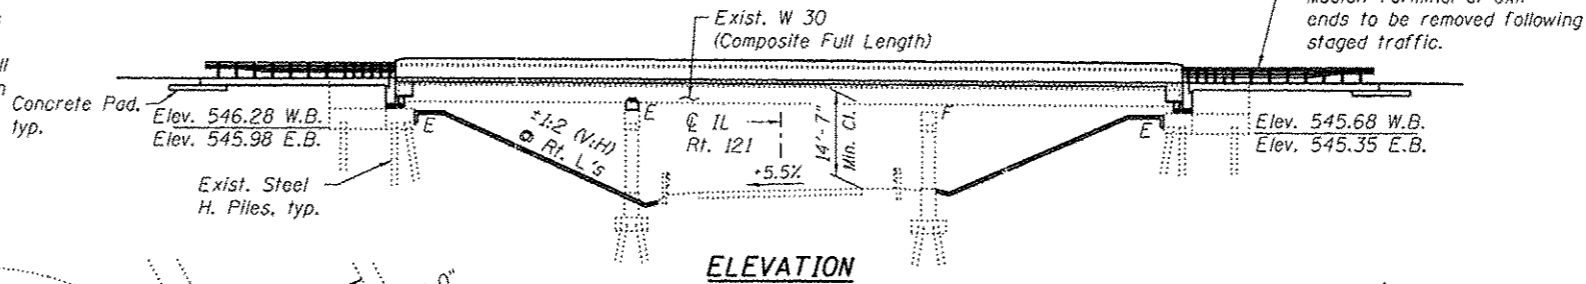 Exist. W 30
(Composite Full Length)
ends to be removed following
staged traffic.
Concrete Pad.
typ.
Elev. 546.28 W.B.
Elev. 545.98 E.B.
E
±1:2 (V:H)
@ Rt. L's
E
℄ IL
Rt. 121
+5.5%
14'-7"
Min. Cl.
F
E
Elev. 545.68 W.B.
Elev. 545.35 E.B.
Exist. Steel
H. Piles, typ.
ELEVATION
0"